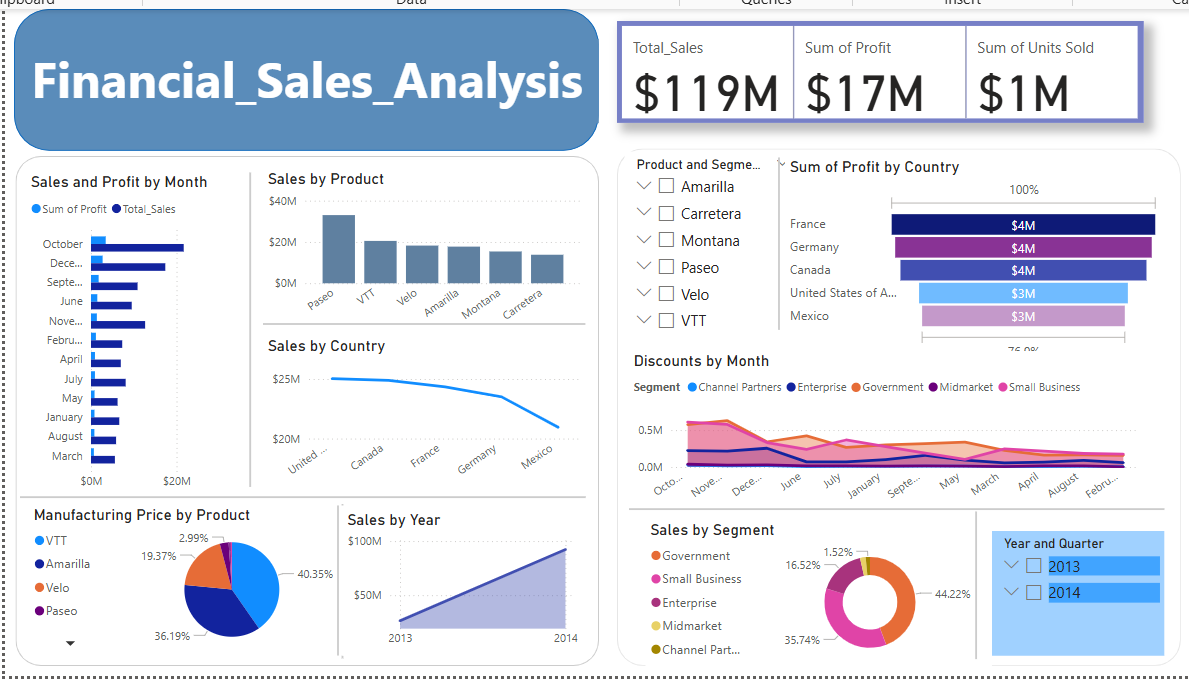 Data
Queries
Insert
Financial_Sales_Analysis
Total_Sales
$119M
Sum of Profit
$17M
Sum of Units Sold
$1M
Sales and Profit by Month
Sum of Profit Total_Sales
October
Dece...
Septe...
June
Nove...
Febru...
April
July
May
January
August
March
$0M $20M
Sales by Product
$40M
$20M
$0M
Paseo VTT Velo Amarilla Montana Carretera
Sales by Country
$25M
$20M
United ... Canada France Germany Mexico
Manufacturing Price by Product
VTT
Amarilla
Velo
Paseo
2.99%
19.37%
40.35%
36.19%
Sales by Year
$100M
$50M
2013 2014
Product and Segme...
Amarilla
Carretera
Montana
Paseo
Velo
VTT
Sum of Profit by Country
100%
France $4M
Germany $4M
Canada $4M
United States of A... $3M
Mexico $3M
Discounts by Month
Segment Channel Partners Enterprise Government Midmarket Small Business
0.5M
0.0M
Octo... Nove... Dece... June July January Septe... May March April August Febru...
Sales by Segment
Government
Small Business
Enterprise
Midmarket
Channel Part...
1.52%
16.52%
44.22%
35.74%
Year and Quarter
2013
2014